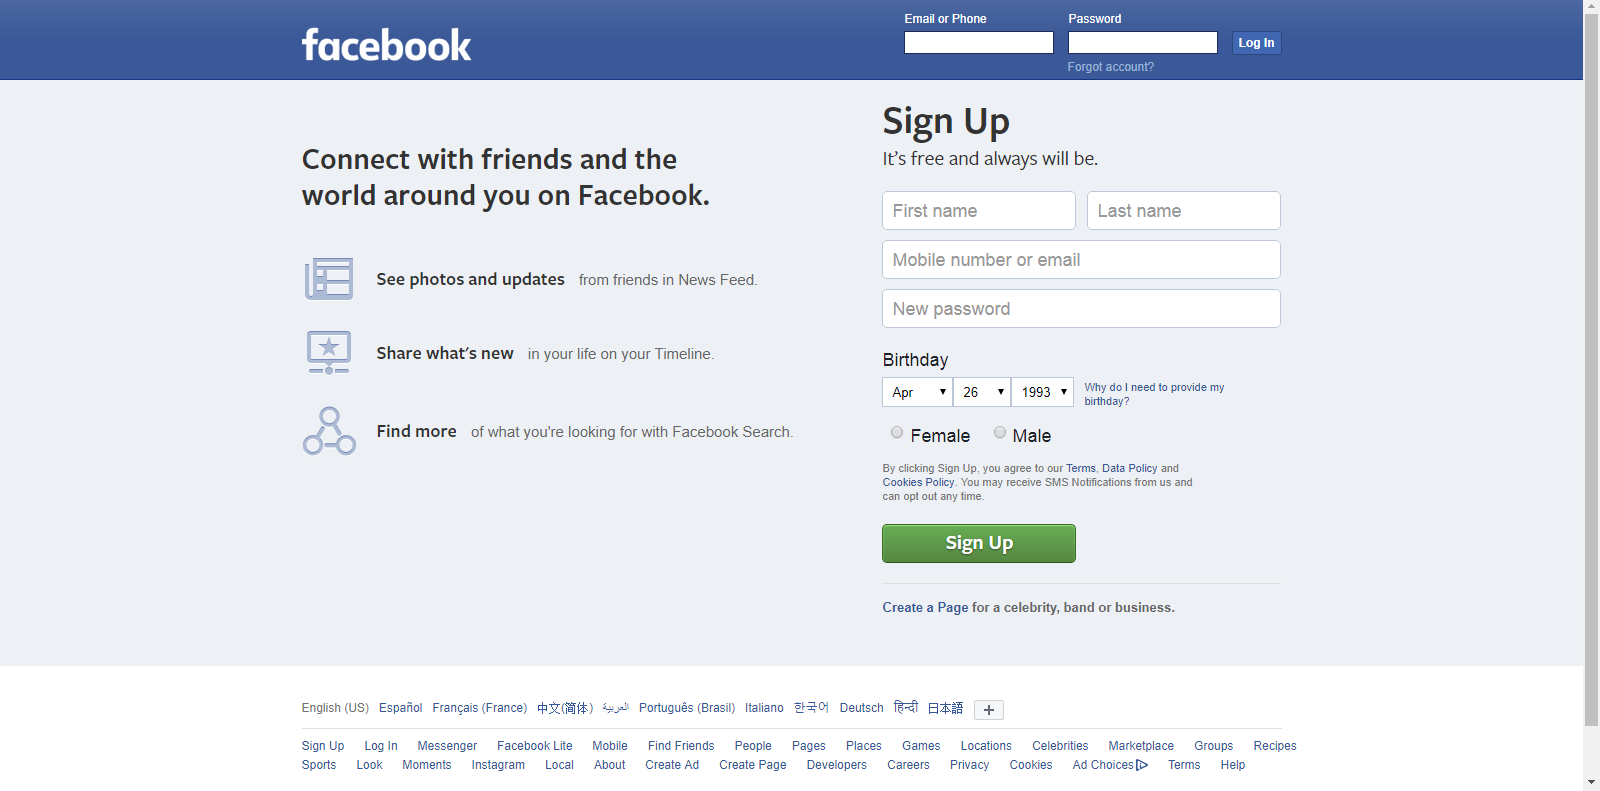 facebook
Email or Phone
Password
Log In
Forgot account?
Connect with friends and the
world around you on Facebook.
See photos and updates from friends in News Feed.
Share what's new in your life on your Timeline.
Find more of what you're looking for with Facebook Search.
Sign Up
It’s free and always will be.
First name
Last name
Mobile number or email
New password
Birthday
Apr 26 1993
Why do I need to provide my
birthday?
Female Male
By clicking Sign Up, you agree to our Terms, Data Policy and
Cookies Policy. You may receive SMS Notifications from us and
can opt out any time.
Sign Up
Create a Page for a celebrity, band or business.
English (US) Español Français (France) 中文(简体) العربية Português (Brasil) Italiano 한국어 Deutsch हिन्दी 日本語 +
Sign Up Log In Messenger Facebook Lite Mobile Find Friends People Pages Places Games Locations Celebrities Marketplace Groups Recipes
Sports Look Moments Instagram Local About Create Ad Create Page Developers Careers Privacy Cookies Ad Choices Terms Help